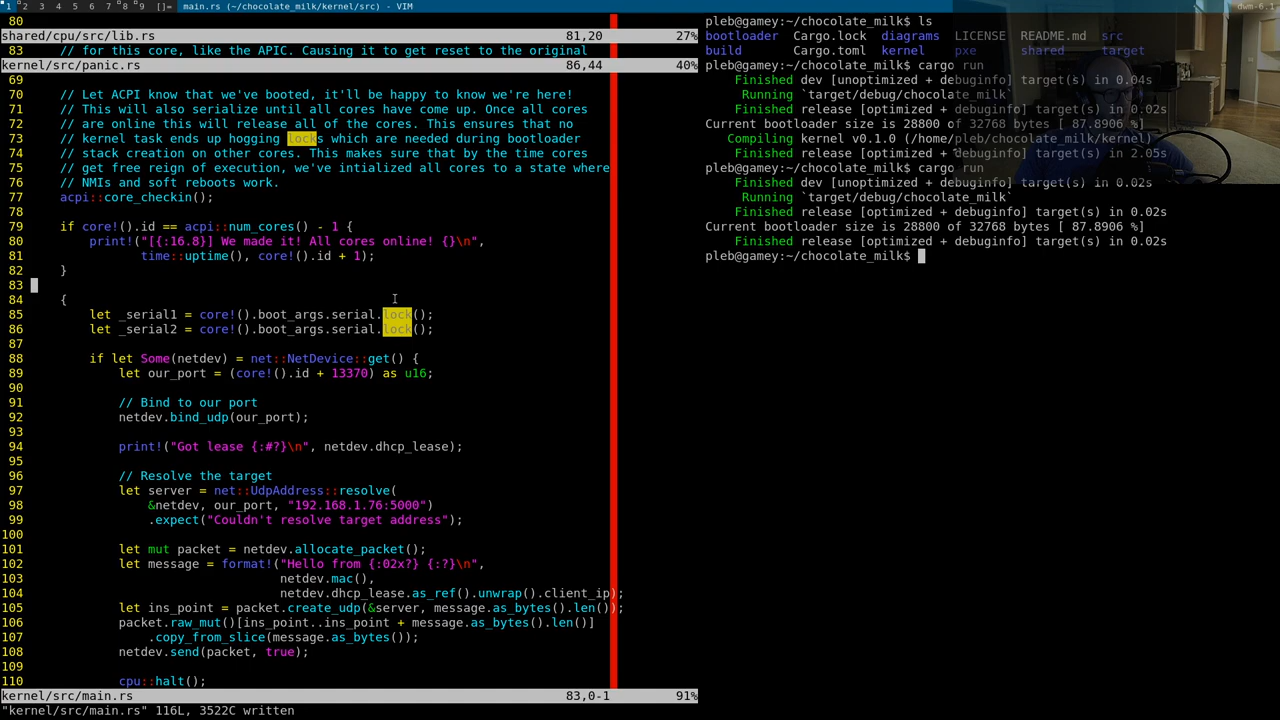 1 2 3 4 5 6 7 8 9 []= main.rs (~/chocolate_milk/kernel/src) - VIM dwm-6.1
80
shared/cpu/src/lib.rs 81,20 27%
83 // for this core, like the APIC. Causing it to get reset to the original
kernel/src/panic.rs 86,44 40%
69
70 // Let ACPI know that we've booted, it'll be happy to know we're here!
71 // This will also serialize until all cores have come up. Once all cores
72 // are online this will release all of the cores. This ensures that no
73 // kernel task ends up hogging locks which are needed during bootloader
74 // stack creation on other cores. This makes sure that by the time cores
75 // get free reign of execution, we've intialized all cores to a state where
76 // NMIs and soft reboots work.
77 acpi::core_checkin();
78
79 if core!().id == acpi::num_cores() - 1 {
80 print!("[{:16.8}] We made it! All cores online! {}\n",
81 time::uptime(), core!().id + 1);
82 }
83
84 {
85 let _serial1 = core!().boot_args.serial.lock();
86 let _serial2 = core!().boot_args.serial.lock();
87
88 if let Some(netdev) = net::NetDevice::get() {
89 let our_port = (core!().id + 13370) as u16;
90
91 // Bind to our port
92 netdev.bind_udp(our_port);
93
94 print!("Got lease {:#?}\n", netdev.dhcp_lease);
95
96 // Resolve the target
97 let server = net::UdpAddress::resolve(
98 &netdev, our_port, "192.168.1.76:5000")
99 .expect("Couldn't resolve target address");
100
101 let mut packet = netdev.allocate_packet();
102 let message = format!("Hello from {:02x?} {:?}\n",
103 netdev.mac(),
104 netdev.dhcp_lease.as_ref().unwrap().client_ip);
105 let ins_point = packet.create_udp(&server, message.as_bytes().len());
106 packet.raw_mut()[ins_point..ins_point + message.as_bytes().len()]
107 .copy_from_slice(message.as_bytes());
108 netdev.send(packet, true);
109
110 cpu::halt();
kernel/src/main.rs 83,0-1 91%
"kernel/src/main.rs" 116L, 3522C written
pleb@gamey:~/chocolate_milk$ ls
bootloader Cargo.lock diagrams LICENSE README.md src
build Cargo.toml kernel pxe shared target
pleb@gamey:~/chocolate_milk$ cargo run
Finished dev [unoptimized + debuginfo] target(s) in 0.04s
Running `target/debug/chocolate_milk`
Finished release [optimized + debuginfo] target(s) in 0.02s
Current bootloader size is 28800 of 32768 bytes [ 87.8906 %]
Compiling kernel v0.1.0 (/home/pleb/chocolate_milk/kernel)
Finished release [optimized + debuginfo] target(s) in 2.05s
pleb@gamey:~/chocolate_milk$ cargo run
Finished dev [unoptimized + debuginfo] target(s) in 0.02s
Running `target/debug/chocolate_milk`
Finished release [optimized + debuginfo] target(s) in 0.02s
Current bootloader size is 28800 of 32768 bytes [ 87.8906 %]
Finished release [optimized + debuginfo] target(s) in 0.02s
pleb@gamey:~/chocolate_milk$